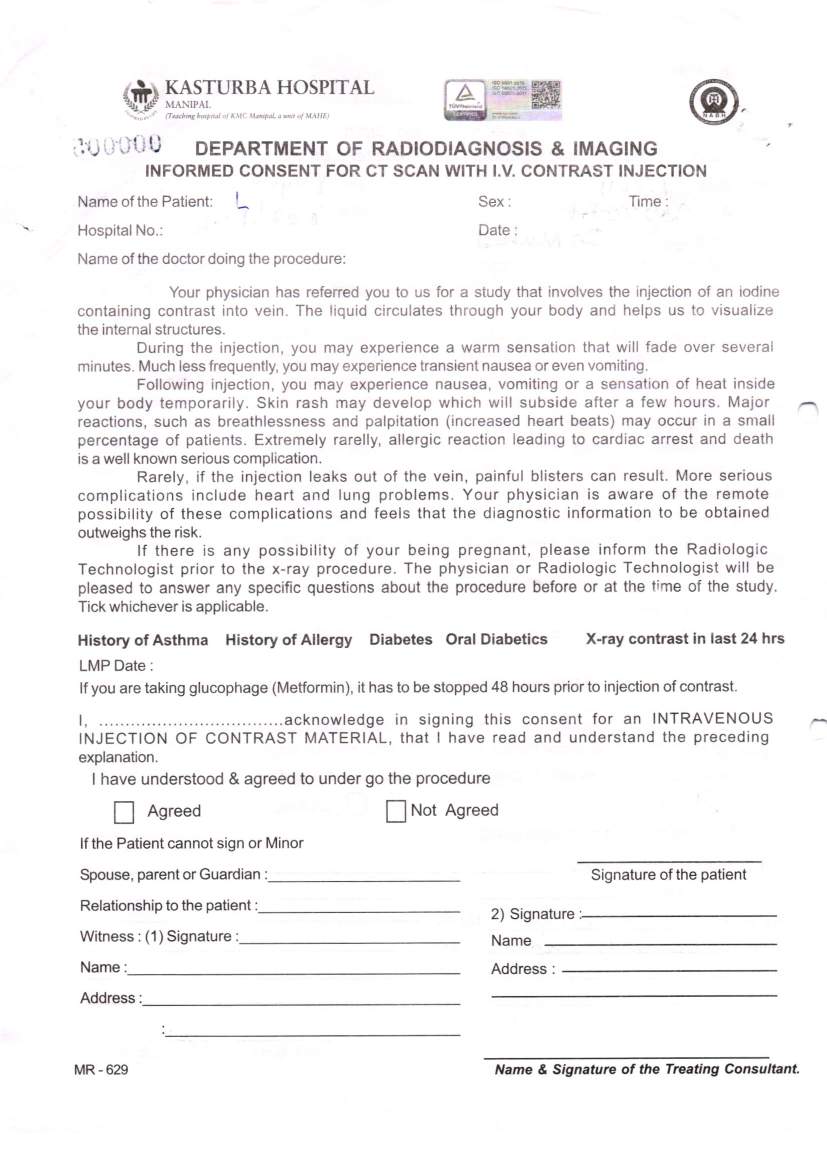 KASTURBA HOSPITAL
MANIPAL
(Teaching hospital of KMC Manipal, a unit of MAHE)
NABH
DEPARTMENT OF RADIODIAGNOSIS & IMAGING
INFORMED CONSENT FOR CT SCAN WITH I.V. CONTRAST INJECTION
Name of the Patient: L Sex : Time :
Hospital No.: Date :
Name of the doctor doing the procedure:
Your physician has referred you to us for a study that involves the injection of an iodine
containing contrast into vein. The liquid circulates through your body and helps us to visualize
the internal structures.
During the injection, you may experience a warm sensation that will fade over several
minutes. Much less frequently, you may experience transient nausea or even vomiting.
Following injection, you may experience nausea, vomiting or a sensation of heat inside
your body temporarily. Skin rash may develop which will subside after a few hours. Major
reactions, such as breathlessness and palpitation (increased heart beats) may occur in a small
percentage of patients. Extremely rarelly, allergic reaction leading to cardiac arrest and death
is a well known serious complication.
Rarely, if the injection leaks out of the vein, painful blisters can result. More serious
complications include heart and lung problems. Your physician is aware of the remote
possibility of these complications and feels that the diagnostic information to be obtained
outweighs the risk.
If there is any possibility of your being pregnant, please inform the Radiologic
Technologist prior to the x-ray procedure. The physician or Radiologic Technologist will be
pleased to answer any specific questions about the procedure before or at the time of the study.
Tick whichever is applicable.
History of Asthma History of Allergy Diabetes Oral Diabetics X-ray contrast in last 24 hrs
LMP Date :
If you are taking glucophage (Metformin), it has to be stopped 48 hours prior to injection of contrast.
I, ...................................acknowledge in signing this consent for an INTRAVENOUS
INJECTION OF CONTRAST MATERIAL, that I have read and understand the preceding
explanation.
I have understood & agreed to under go the procedure
Agreed Not Agreed
If the Patient cannot sign or Minor
Spouse, parent or Guardian : Signature of the patient
Relationship to the patient : 2) Signature :
Witness : (1) Signature : Name
Name : Address :
Address :
:
MR - 629 Name & Signature of the Treating Consultant.